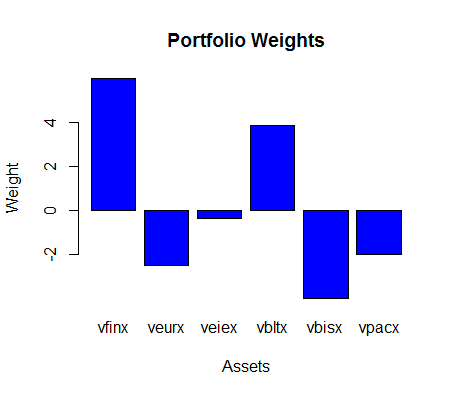 Portfolio Weights
Weight
4
2
0
-2
vfinx veurx veiex vbltx vbisx vpacx
Assets